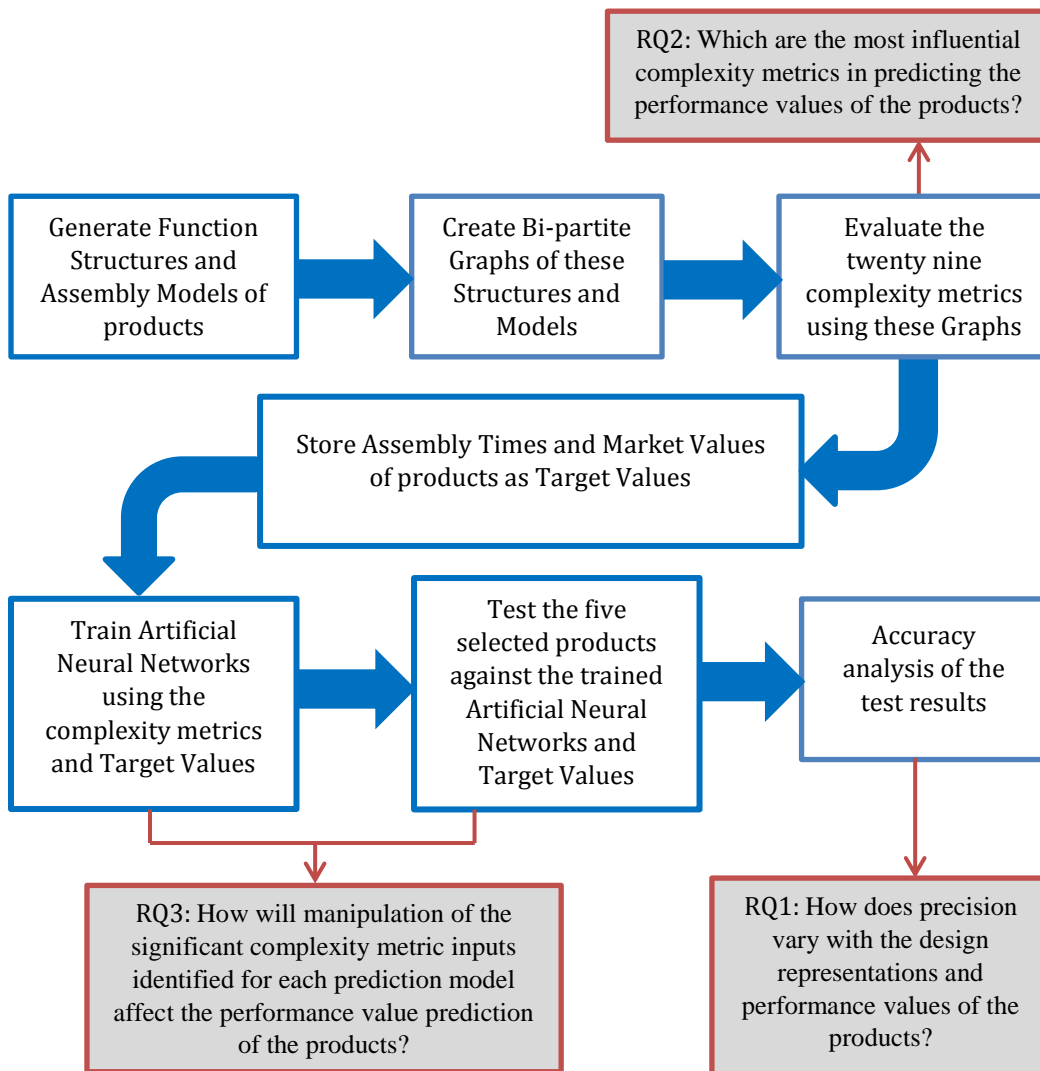 RQ2: Which are the most influential
complexity metrics in predicting the
performance values of the products?
Generate Function
Structures and
Assembly Models of
products
Create Bi-partite
Graphs of these
Structures and
Models
Evaluate the
twenty nine
complexity metrics
using these Graphs
Store Assembly Times and Market Values
of products as Target Values
Train Artificial
Neural Networks
using the
complexity metrics
and Target Values
Test the five
selected products
against the trained
Artificial Neural
Networks and
Target Values
Accuracy
analysis of the
test results
RQ3: How will manipulation of the
significant complexity metric inputs
identified for each prediction model
affect the performance value prediction
of the products?
RQ1: How does precision
vary with the design
representations and
performance values of the
products?